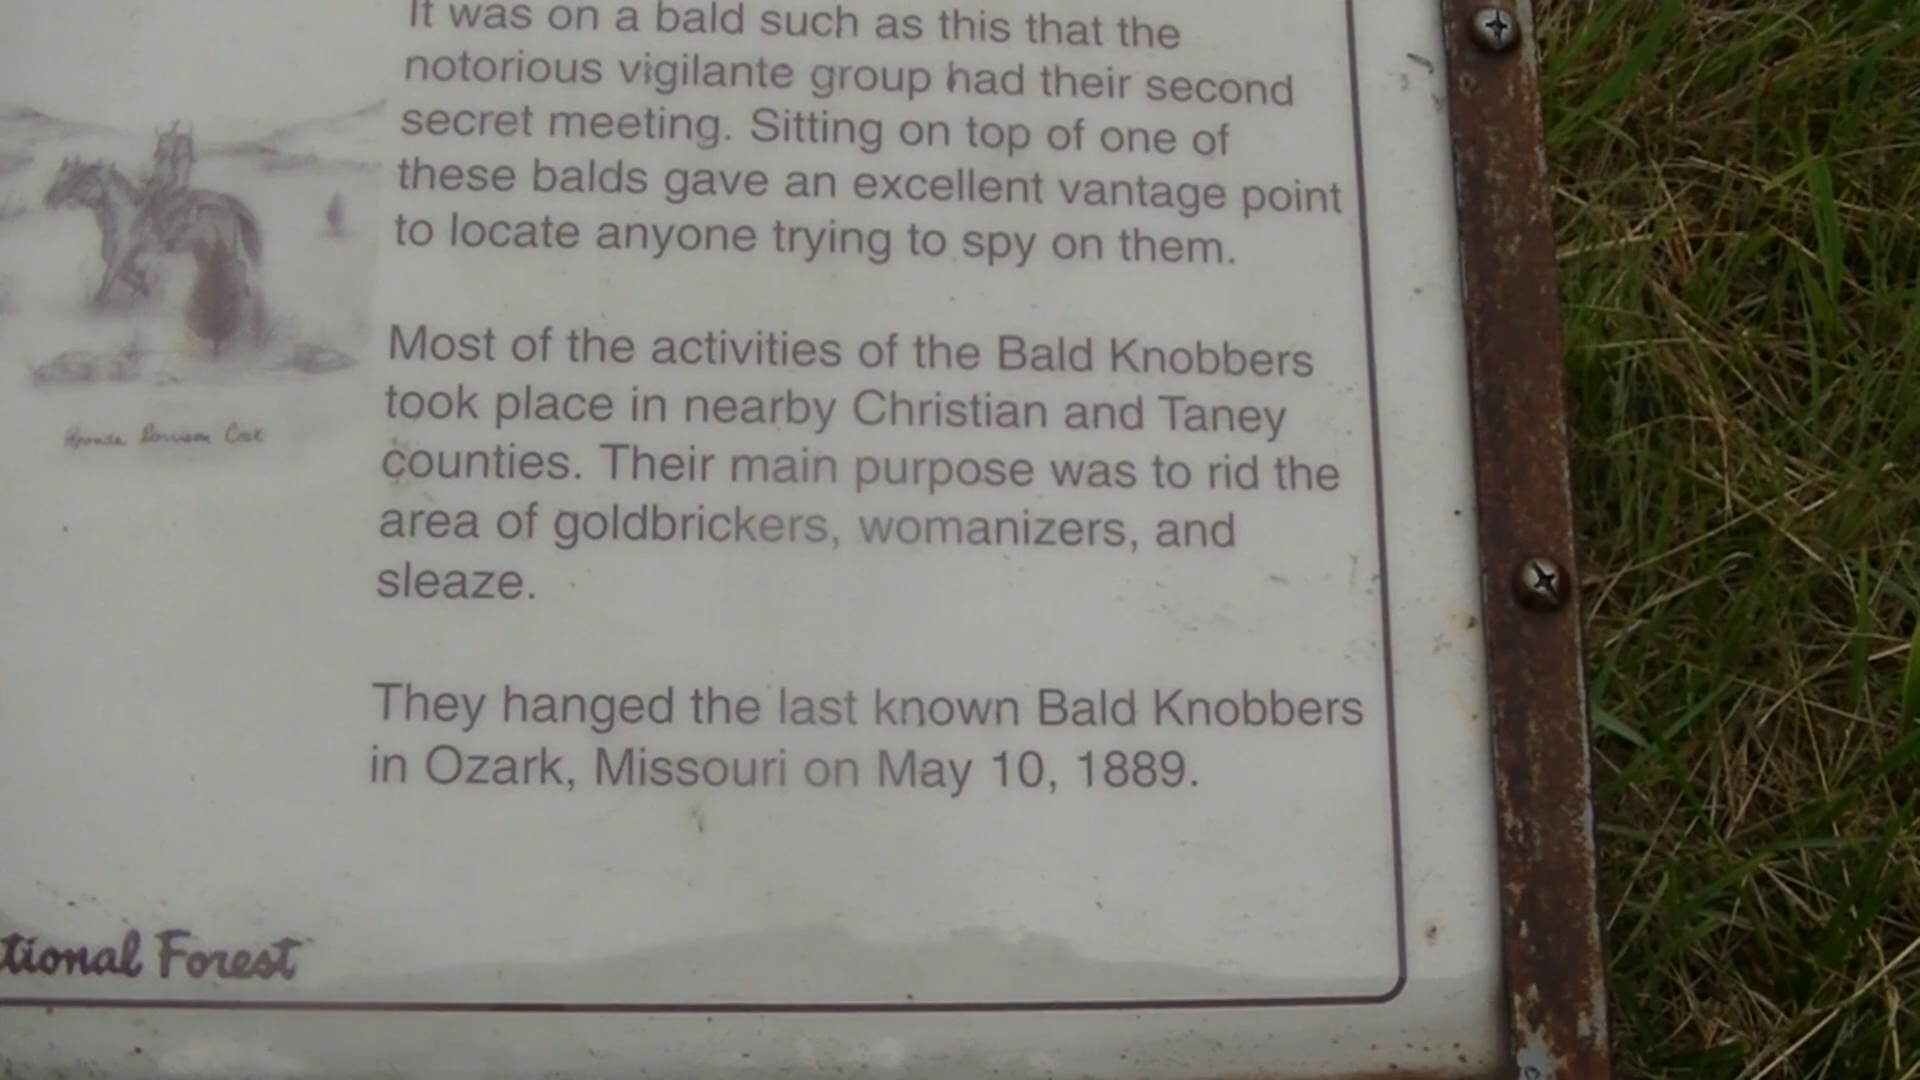 It was on a bald such as this that the
notorious vigilante group had their second
secret meeting. Sitting on top of one of
these balds gave an excellent vantage point
to locate anyone trying to spy on them.
Most of the activities of the Bald Knobbers
took place in nearby Christian and Taney
counties. Their main purpose was to rid the
area of goldbrickers, womanizers, and
sleaze.
They hanged the last known Bald Knobbers
in Ozark, Missouri on May 10, 1889.
Cook
tional Forest